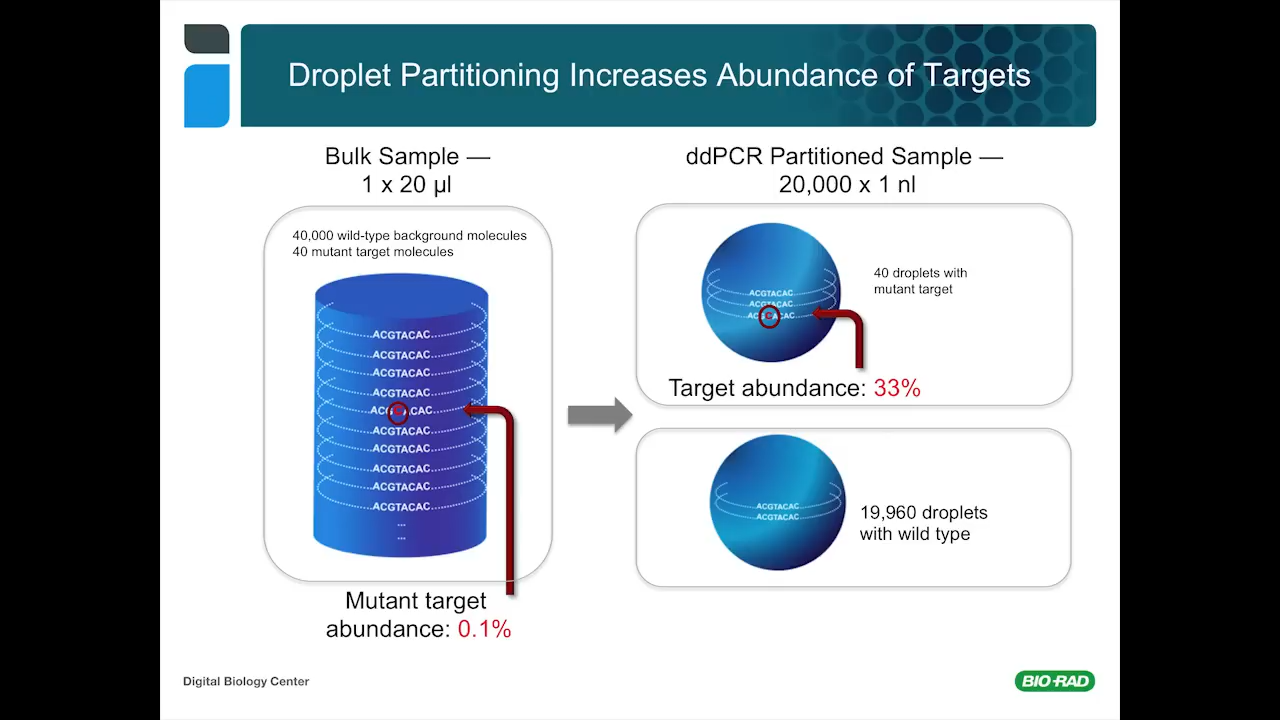 Droplet Partitioning Increases Abundance of Targets
Bulk Sample —
1 x 20 µl
40,000 wild-type background molecules
40 mutant target molecules
ACGTACAC
ACGTACAC
ACGTACAC
ACGTACAC
ACCTACAC
ACGTACAC
ACGTACAC
ACGTACAC
ACGTACAC
...
...
Mutant target
abundance: 0.1%
ddPCR Partitioned Sample —
20,000 x 1 nl
ACGTACAC
ACGTACAC
40 droplets with
mutant target
Target abundance: 33%
ACGTACAC
ACGTACAC
19,960 droplets
with wild type
Digital Biology Center
BIO-RAD